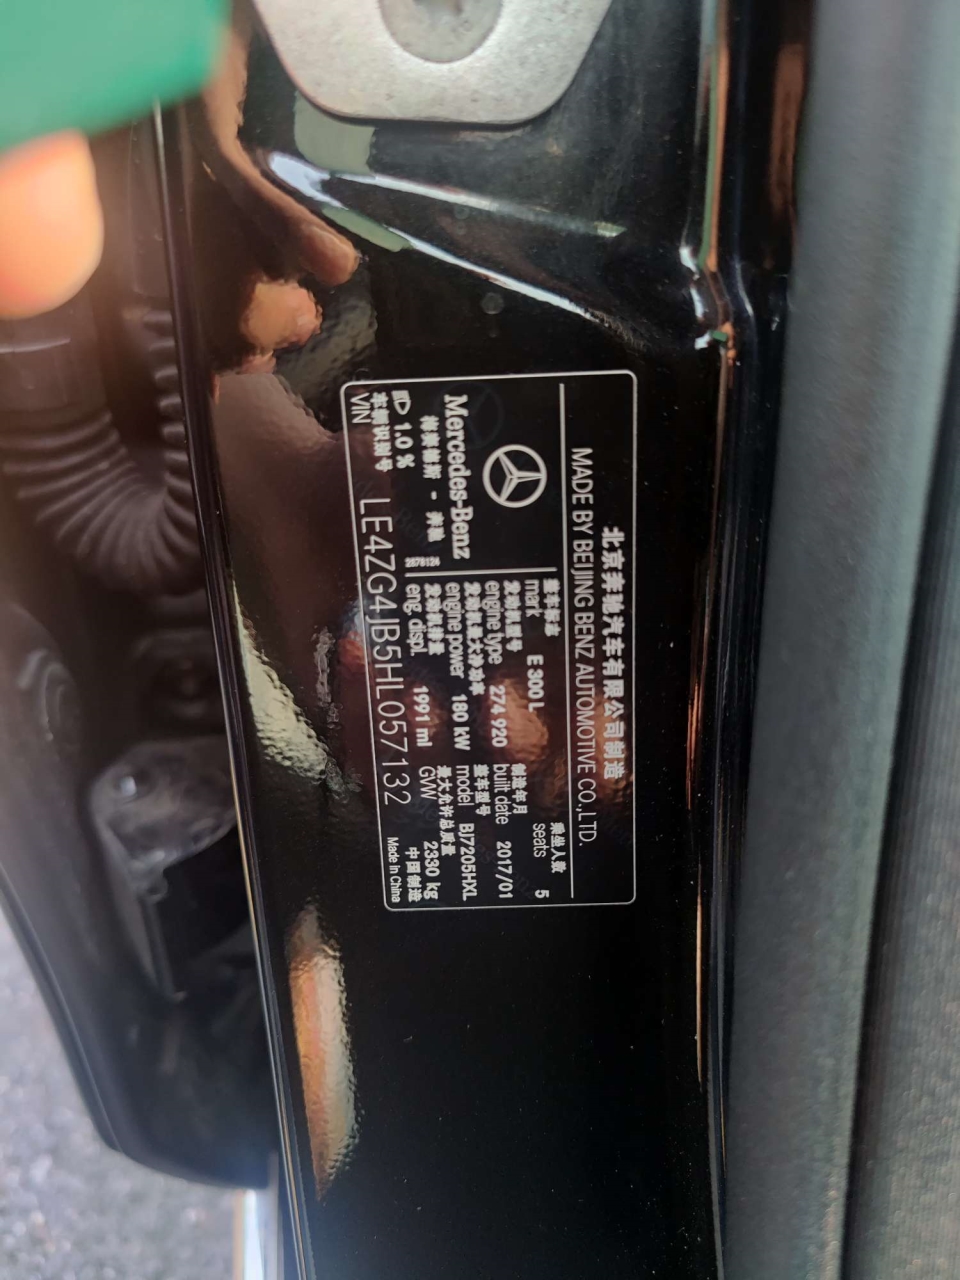 北京奔驰汽车有限公司制造
MADE BY BEIJING BENZ AUTOMOTIVE CO.,LTD.
Mercedes-Benz
梅赛德斯 - 奔驰
1.0 %
2878124
整车标志
mark E 300 L
发动机型号
engine type 274 920
发动机最大净功率
engine power 180 kW
发动机排量
eng. displ. 1991 ml
乘坐人数
seats 5
制造年月
built date 2017/01
整车型号
model BJ7205HXL
最大允许总质量
GVW 2330 kg
车辆识别号
VIN LE4ZG4JB5HL057132
中国制造
Made in China